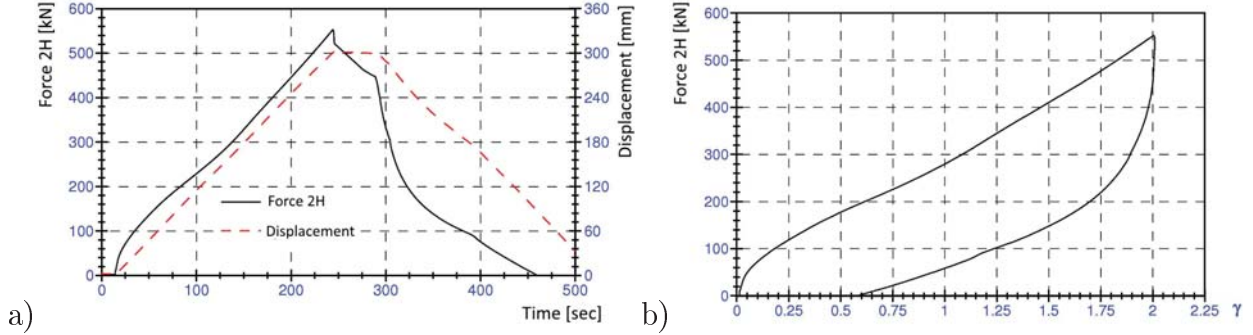 600
500
400
300
200
100
0
Force 2H [kN]
360
300
240
180
120
60
0
Displacement [mm]
Force 2H
Displacement
0 100 200 300 400 500
Time [sec]
a)
600
500
400
300
200
100
0
Force 2H [kN]
0 0.25 0.5 0.75 1 1.25 1.5 1.75 2 2.25 γ
b)